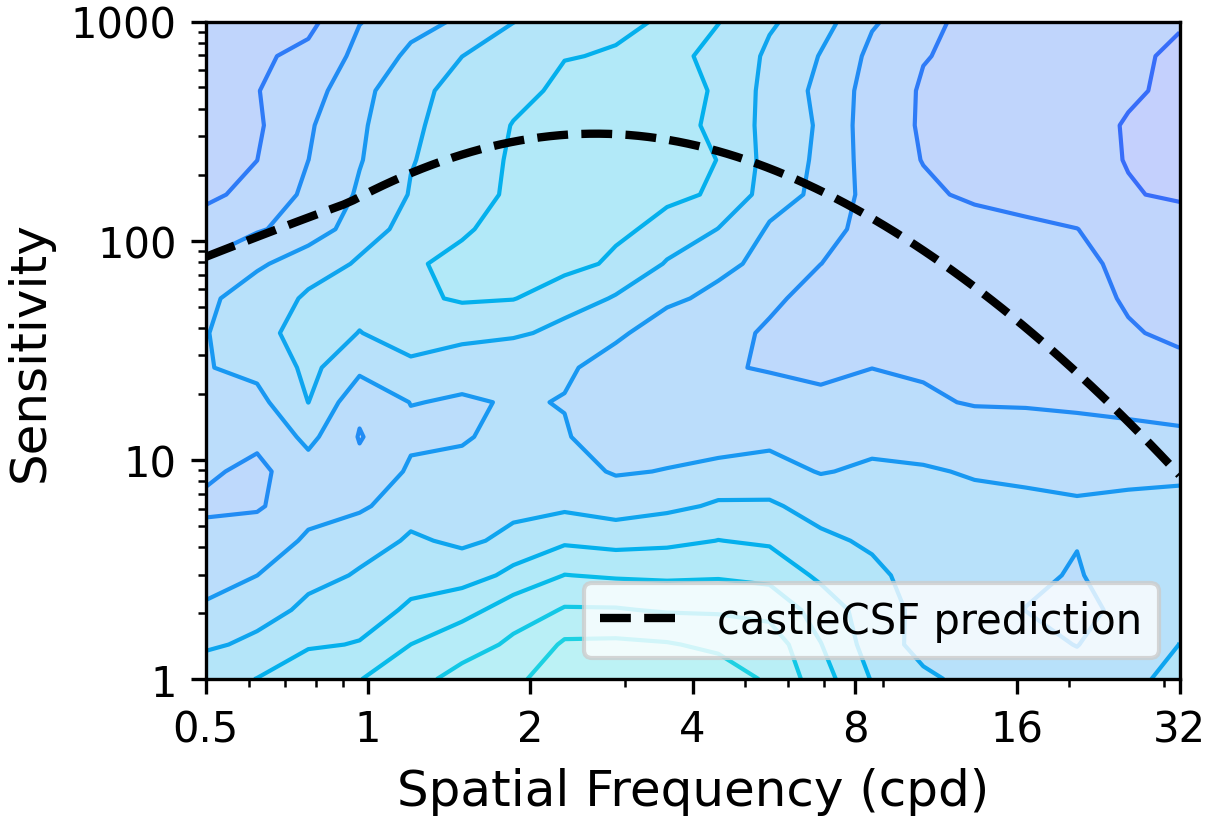 1000
100
10
1
Sensitivity
castleCSF prediction
0.5 1 2 4 8 16 32
Spatial Frequency (cpd)